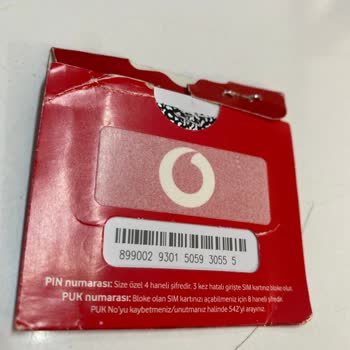 899002 9301 5059 3055 5
PIN numarası: Size özel 4 haneli şifredir. 3 kez hatalı girişte SIM kartınız bloke olur.
PUK numarası: Bloke olan SIM kartınızı açabilmeniz için 8 haneli şifredir.
PUK No'yu kaybetmeniz/unutmanız halinde 542'yi arayınız.